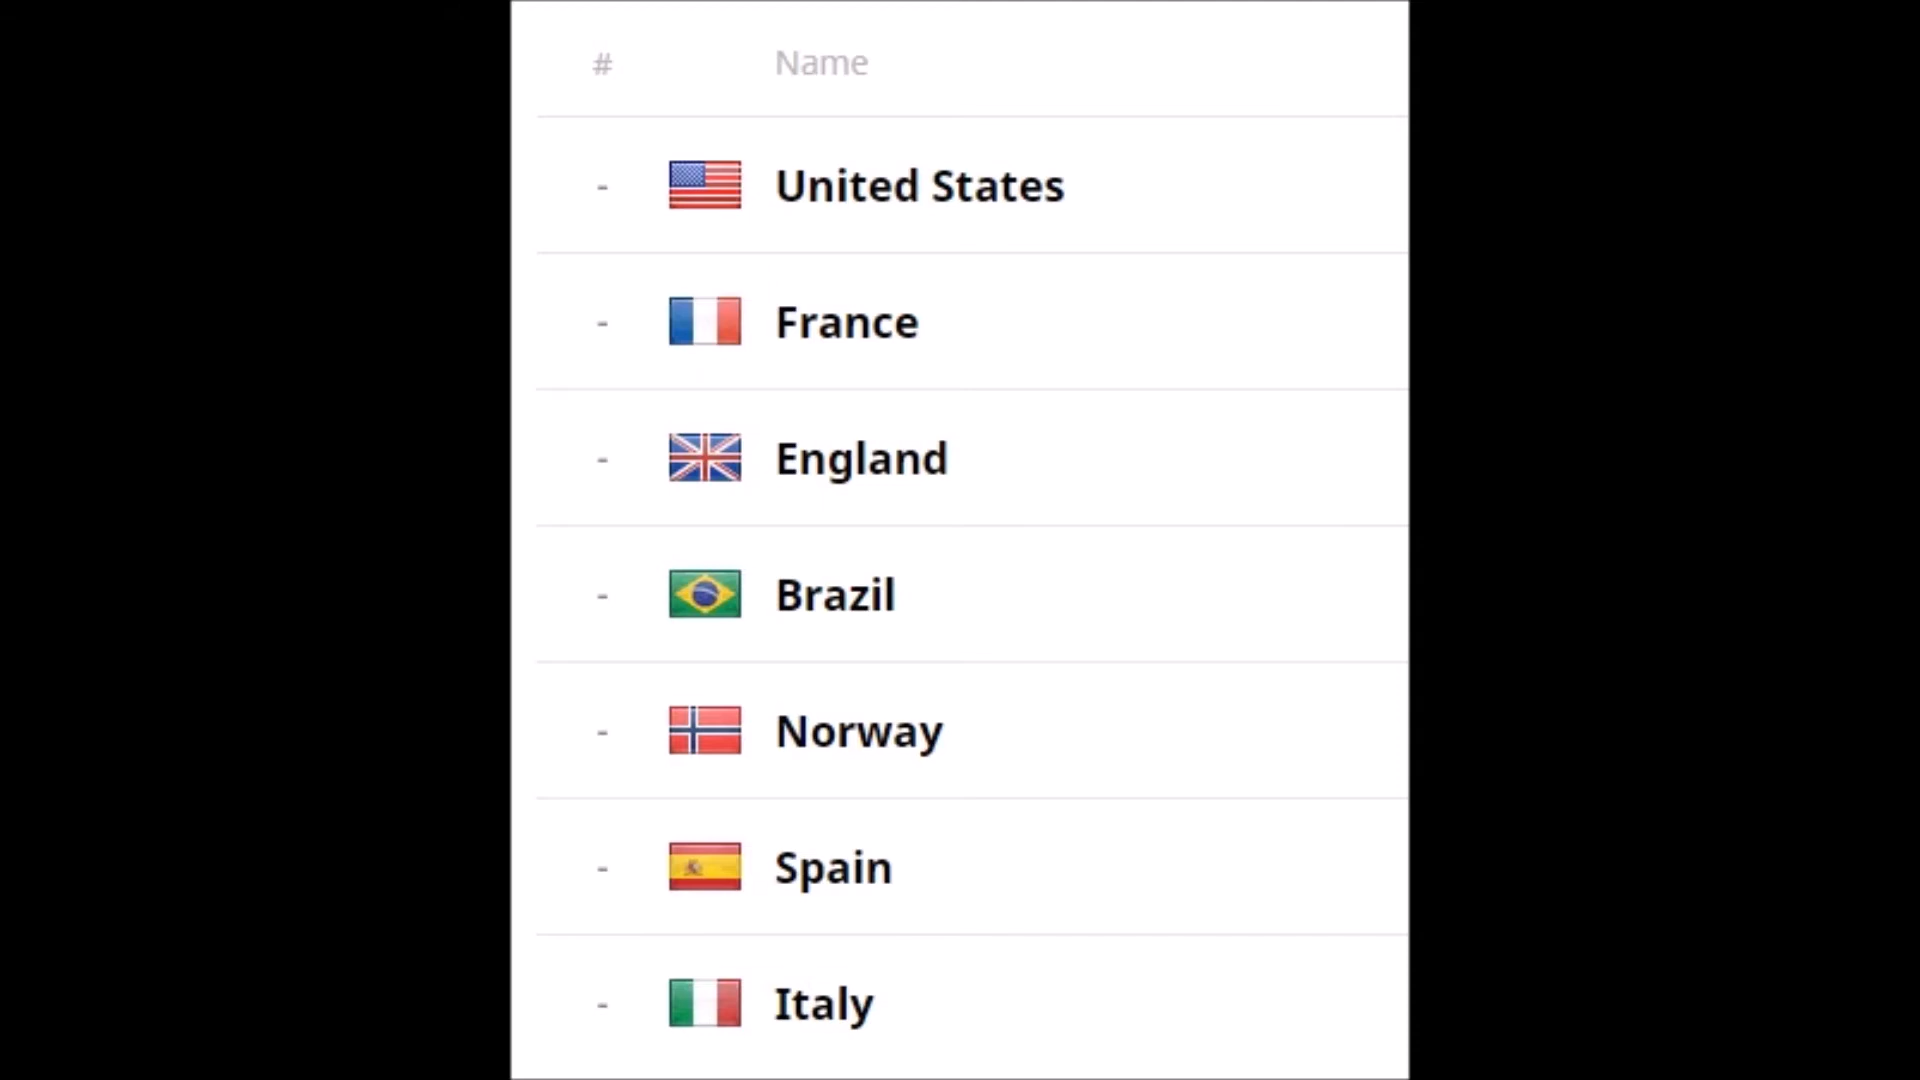 # Name
- United States
- France
- England
- Brazil
- Norway
- Spain
- Italy